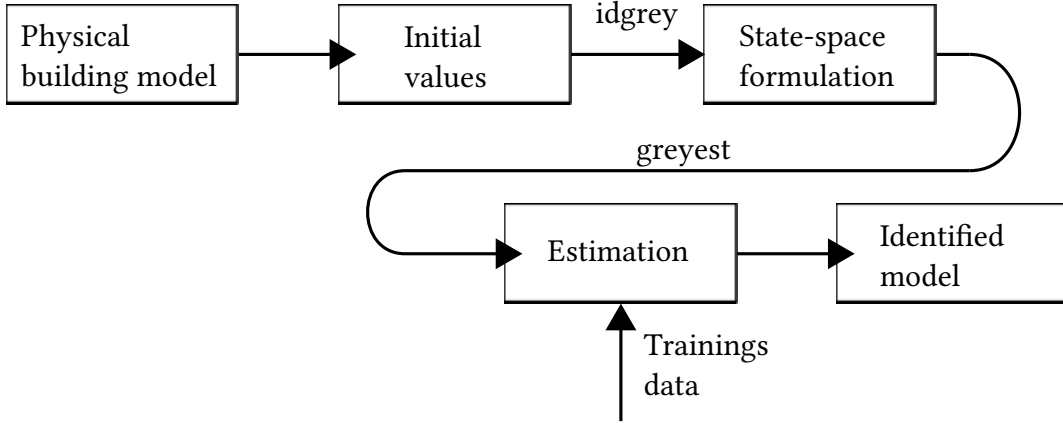 Physical
building model
Initial
values
idgrey
State-space
formulation
greyest
Estimation
Identified
model
Trainings
data